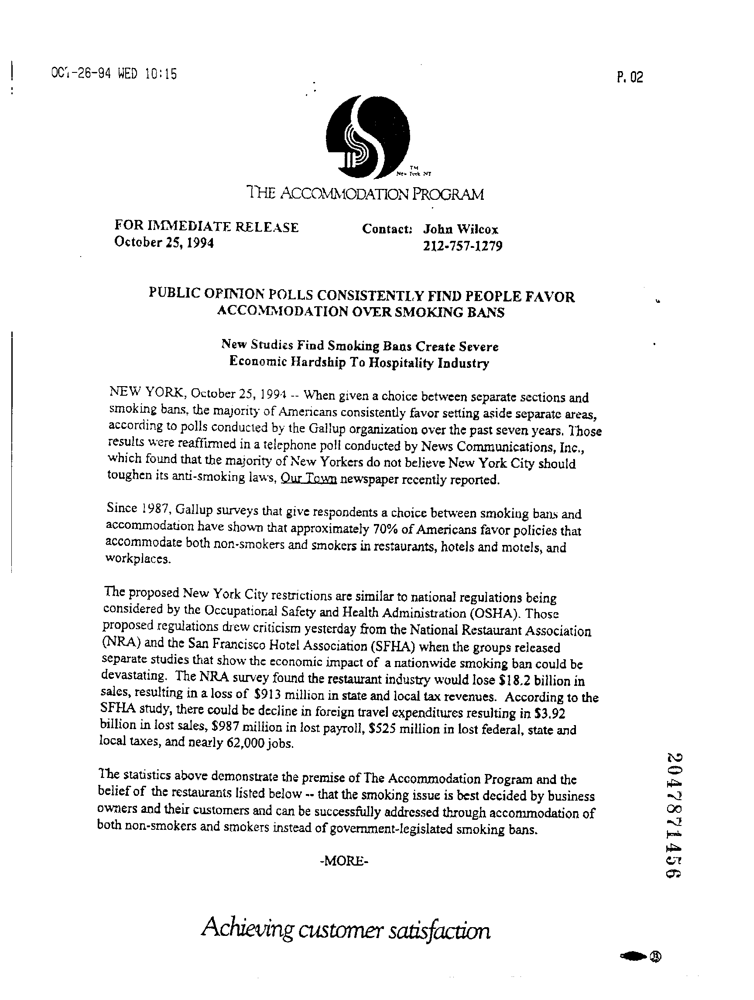 OCT-26-94 WED 10:15 P.02
TM
New York NY
THE ACCOMMODATION PROGRAM
FOR IMMEDIATE RELEASE Contact: John Wilcox
October 25, 1994 212-757-1279
PUBLIC OPINION POLLS CONSISTENTLY FIND PEOPLE FAVOR
ACCOMMODATION OVER SMOKING BANS
New Studies Find Smoking Bans Create Severe
Economic Hardship To Hospitality Industry
NEW YORK, October 25, 1994 -- When given a choice between separate sections and
smoking bans, the majority of Americans consistently favor setting aside separate areas,
according to polls conducted by the Gallup organization over the past seven years. Those
results were reaffirmed in a telephone poll conducted by News Communications, Inc.,
which found that the majority of New Yorkers do not believe New York City should
toughen its anti-smoking laws, Our Town newspaper recently reported.
Since 1987, Gallup surveys that give respondents a choice between smoking bans and
accommodation have shown that approximately 70% of Americans favor policies that
accommodate both non-smokers and smokers in restaurants, hotels and motels, and
workplaces.
The proposed New York City restrictions are similar to national regulations being
considered by the Occupational Safety and Health Administration (OSHA). Those
proposed regulations drew criticism yesterday from the National Restaurant Association
(NRA) and the San Francisco Hotel Association (SFHA) when the groups released
separate studies that show the economic impact of a nationwide smoking ban could be
devastating. The NRA survey found the restaurant industry would lose $18.2 billion in
sales, resulting in a loss of $913 million in state and local tax revenues. According to the
SFHA study, there could be decline in foreign travel expenditures resulting in $3.92
billion in lost sales, $987 million in lost payroll, $525 million in lost federal, state and
local taxes, and nearly 62,000 jobs.
The statistics above demonstrate the premise of The Accommodation Program and the
belief of the restaurants listed below -- that the smoking issue is best decided by business
owners and their customers and can be successfully addressed through accommodation of
both non-smokers and smokers instead of government-legislated smoking bans.
-MORE-
2047871456
Achieving customer satisfaction